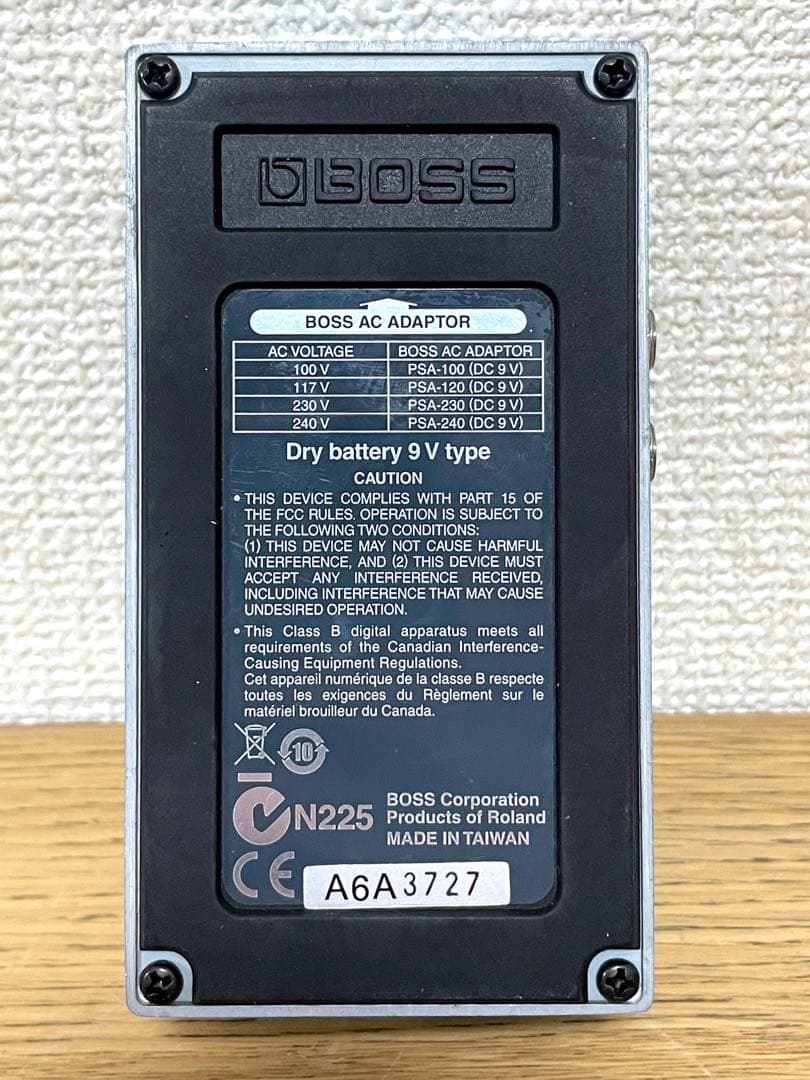 BOSS
BOSS AC ADAPTOR
AC VOLTAGE BOSS AC ADAPTOR
100 V PSA-100 (DC 9 V)
117 V PSA-120 (DC 9 V)
230 V PSA-230 (DC 9 V)
240 V PSA-240 (DC 9 V)
Dry battery 9 V type
CAUTION
• THIS DEVICE COMPLIES WITH PART 15 OF
THE FCC RULES. OPERATION IS SUBJECT TO
THE FOLLOWING TWO CONDITIONS:
(1) THIS DEVICE MAY NOT CAUSE HARMFUL
INTERFERENCE, AND (2) THIS DEVICE MUST
ACCEPT ANY INTERFERENCE RECEIVED,
INCLUDING INTERFERENCE THAT MAY CAUSE
UNDESIRED OPERATION.
• This Class B digital apparatus meets all
requirements of the Canadian Interference-
Causing Equipment Regulations.
Cet appareil numérique de la classe B respecte
toutes les exigences du Règlement sur le
matériel brouilleur du Canada.
10
N225
BOSS Corporation
Products of Roland
MADE IN TAIWAN
CE
A6A3727